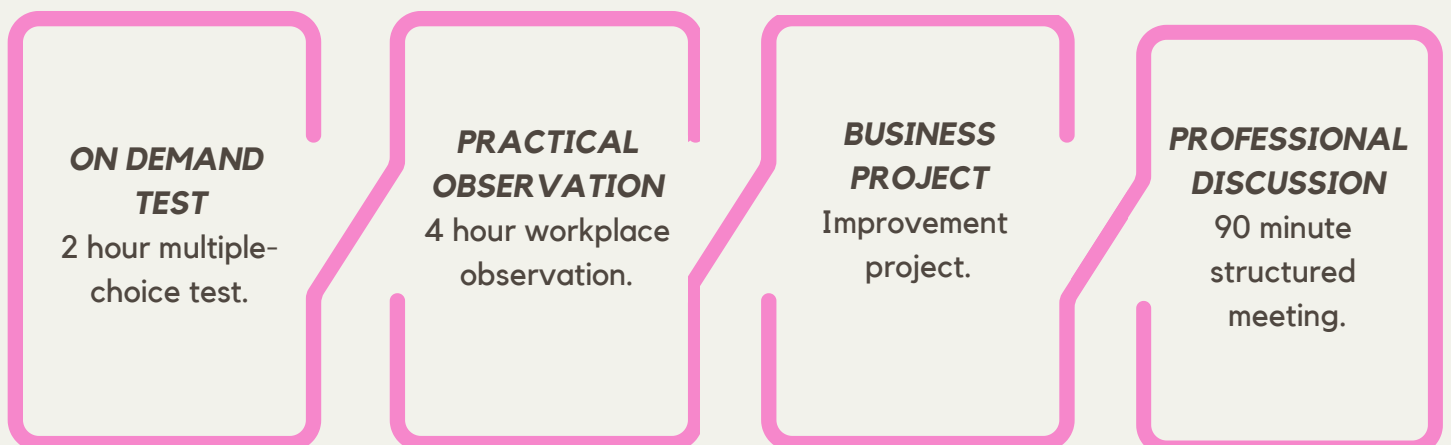 ON DEMAND
TEST
2 hour multiple-
choice test.
PRACTICAL
OBSERVATION
4 hour workplace
observation.
BUSINESS
PROJECT
Improvement
project.
PROFESSIONAL
DISCUSSION
90 minute
structured
meeting.